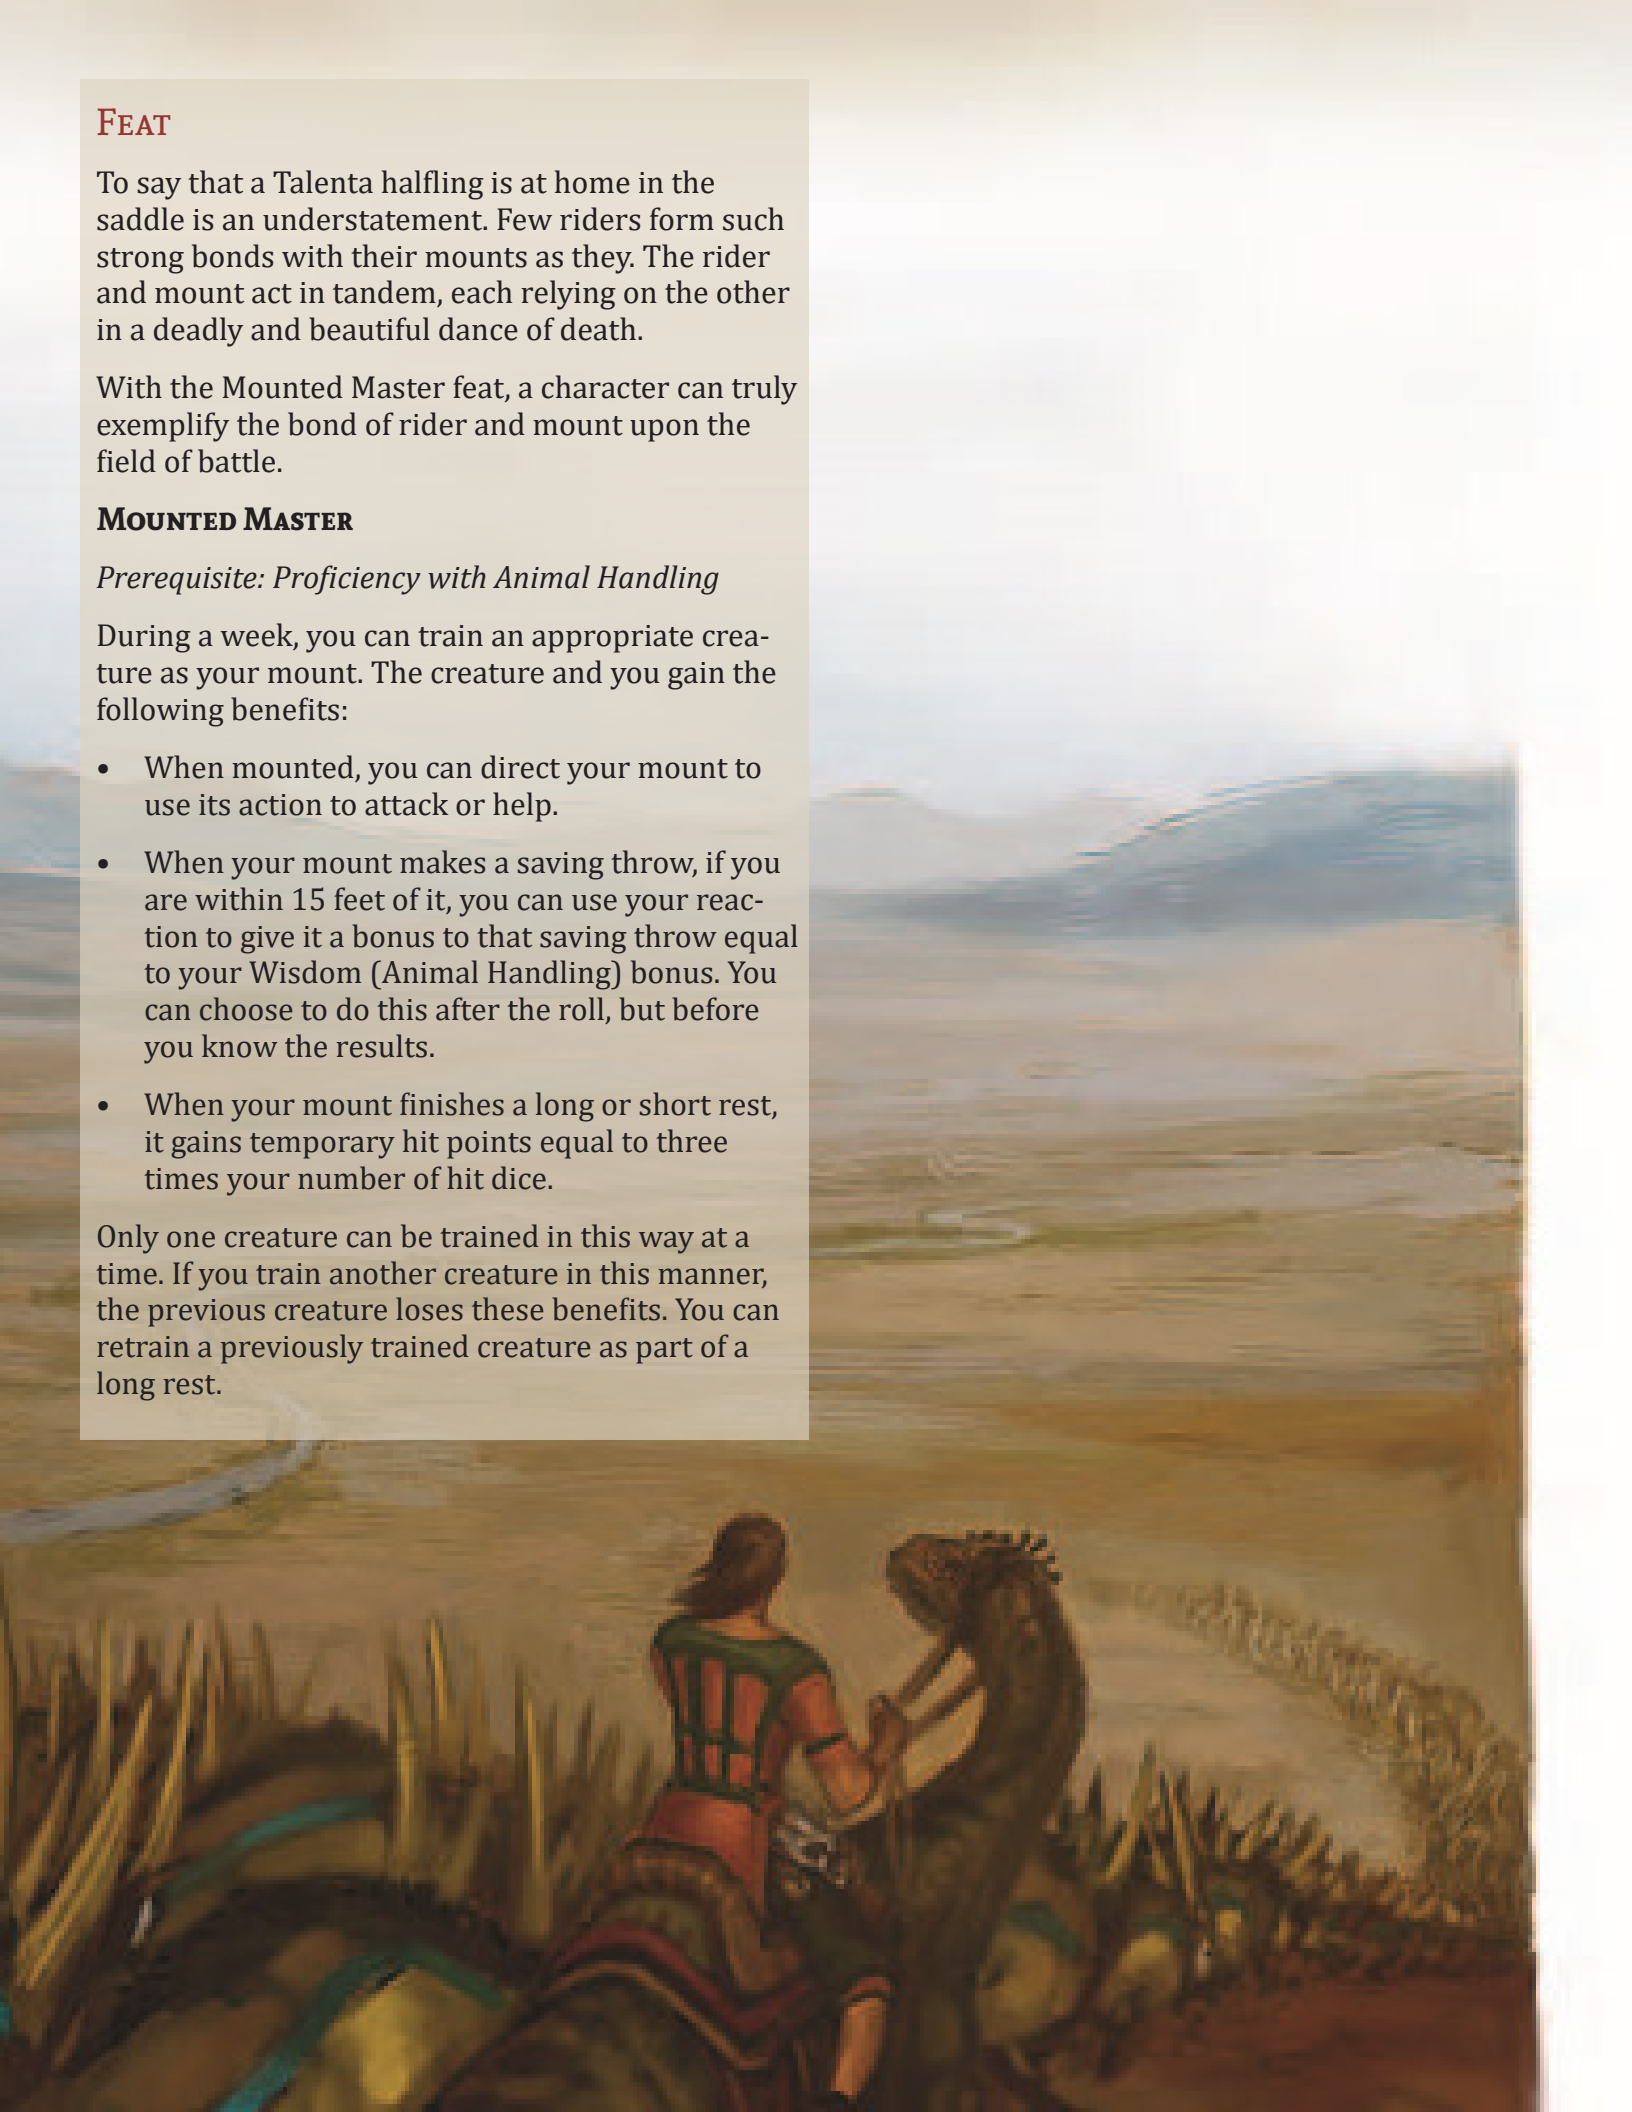 Feat
To say that a Talenta halfling is at home in the
saddle is an understatement. Few riders form such
strong bonds with their mounts as they. The rider
and mount act in tandem, each relying on the other
in a deadly and beautiful dance of death.
With the Mounted Master feat, a character can truly
exemplify the bond of rider and mount upon the
field of battle.
Mounted Master
Prerequisite: Proficiency with Animal Handling
During a week, you can train an appropriate crea-
ture as your mount. The creature and you gain the
following benefits:
• When mounted, you can direct your mount to
use its action to attack or help.
• When your mount makes a saving throw, if you
are within 15 feet of it, you can use your reac-
tion to give it a bonus to that saving throw equal
to your Wisdom (Animal Handling) bonus. You
can choose to do this after the roll, but before
you know the results.
• When your mount finishes a long or short rest,
it gains temporary hit points equal to three
times your number of hit dice.
Only one creature can be trained in this way at a
time. If you train another creature in this manner,
the previous creature loses these benefits. You can
retrain a previously trained creature as part of a
long rest.